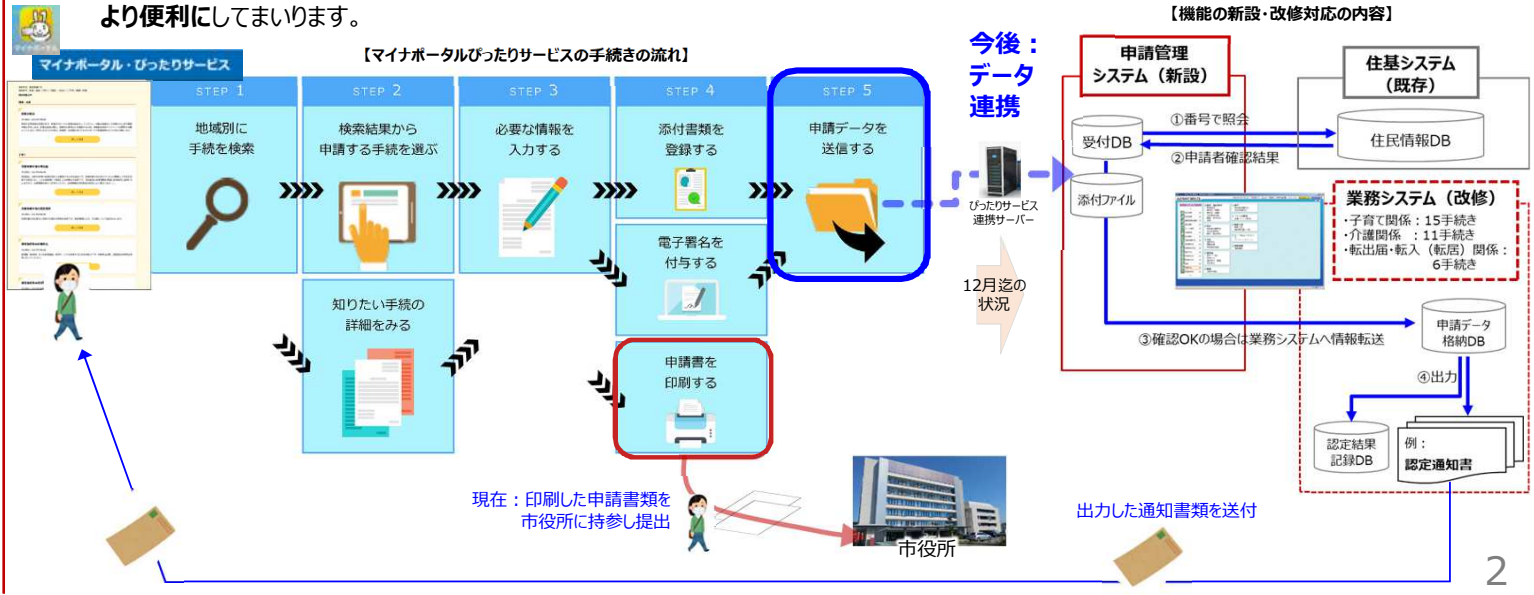 より便利にしてまいります。
マイナポータル
マイナポータル・ぴったりサービス
【マイナポータルぴったりサービスの手続きの流れ】
STEP 1
地域別に
手続を検索
STEP 2
検索結果から
申請する手続を選ぶ
知りたい手続の
詳細をみる
STEP 3
必要な情報を
入力する
STEP 4
添付書類を
登録する
電子署名を
付与する
申請書を
印刷する
STEP 5
申請データを
送信する
現在：印刷した申請書類を
市役所に持参し提出
市役所
今後：
データ
連携
ぴったりサービス
連携サーバー
12月迄の
状況
【機能の新設・改修対応の内容】
申請管理
システム（新設）
受付DB
添付ファイル
①番号で照会
②申請者確認結果
住基システム
（既存）
住民情報DB
業務システム（改修）
・子育て関係：15手続き
・介護関係　：11手続き
・転出届・転入（転居）関係：
6手続き
③確認OKの場合は業務システムへ情報転送
申請データ
格納DB
④出力
認定結果
記録DB
例：
認定通知書
出力した通知書類を送付
2